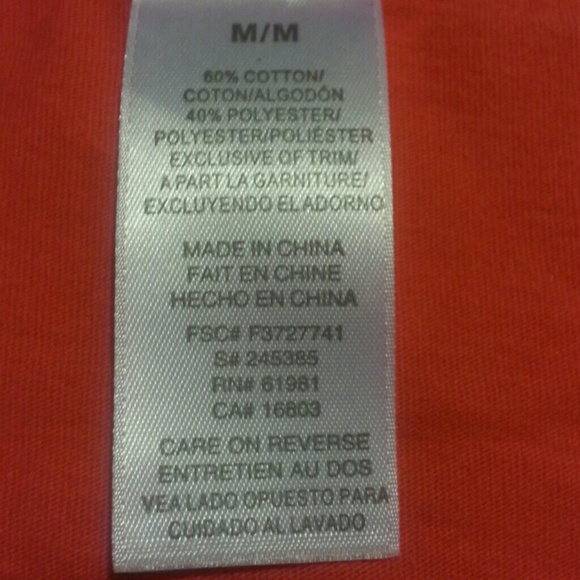 M/M
60% COTTON/
COTON/ALGODÓN
40% POLYESTER/
POLYESTER/POLIÉSTER
EXCLUSIVE OF TRIM/
A PART LA GARNITURE/
EXCLUYENDO EL ADORNO
MADE IN CHINA
FAIT EN CHINE
HECHO EN CHINA
FSC# F3727741
S# 245385
RN# 61981
CA# 16803
CARE ON REVERSE
ENTRETIEN AU DOS
VEA LADO OPUESTO PARA
CUIDADO AL LAVADO